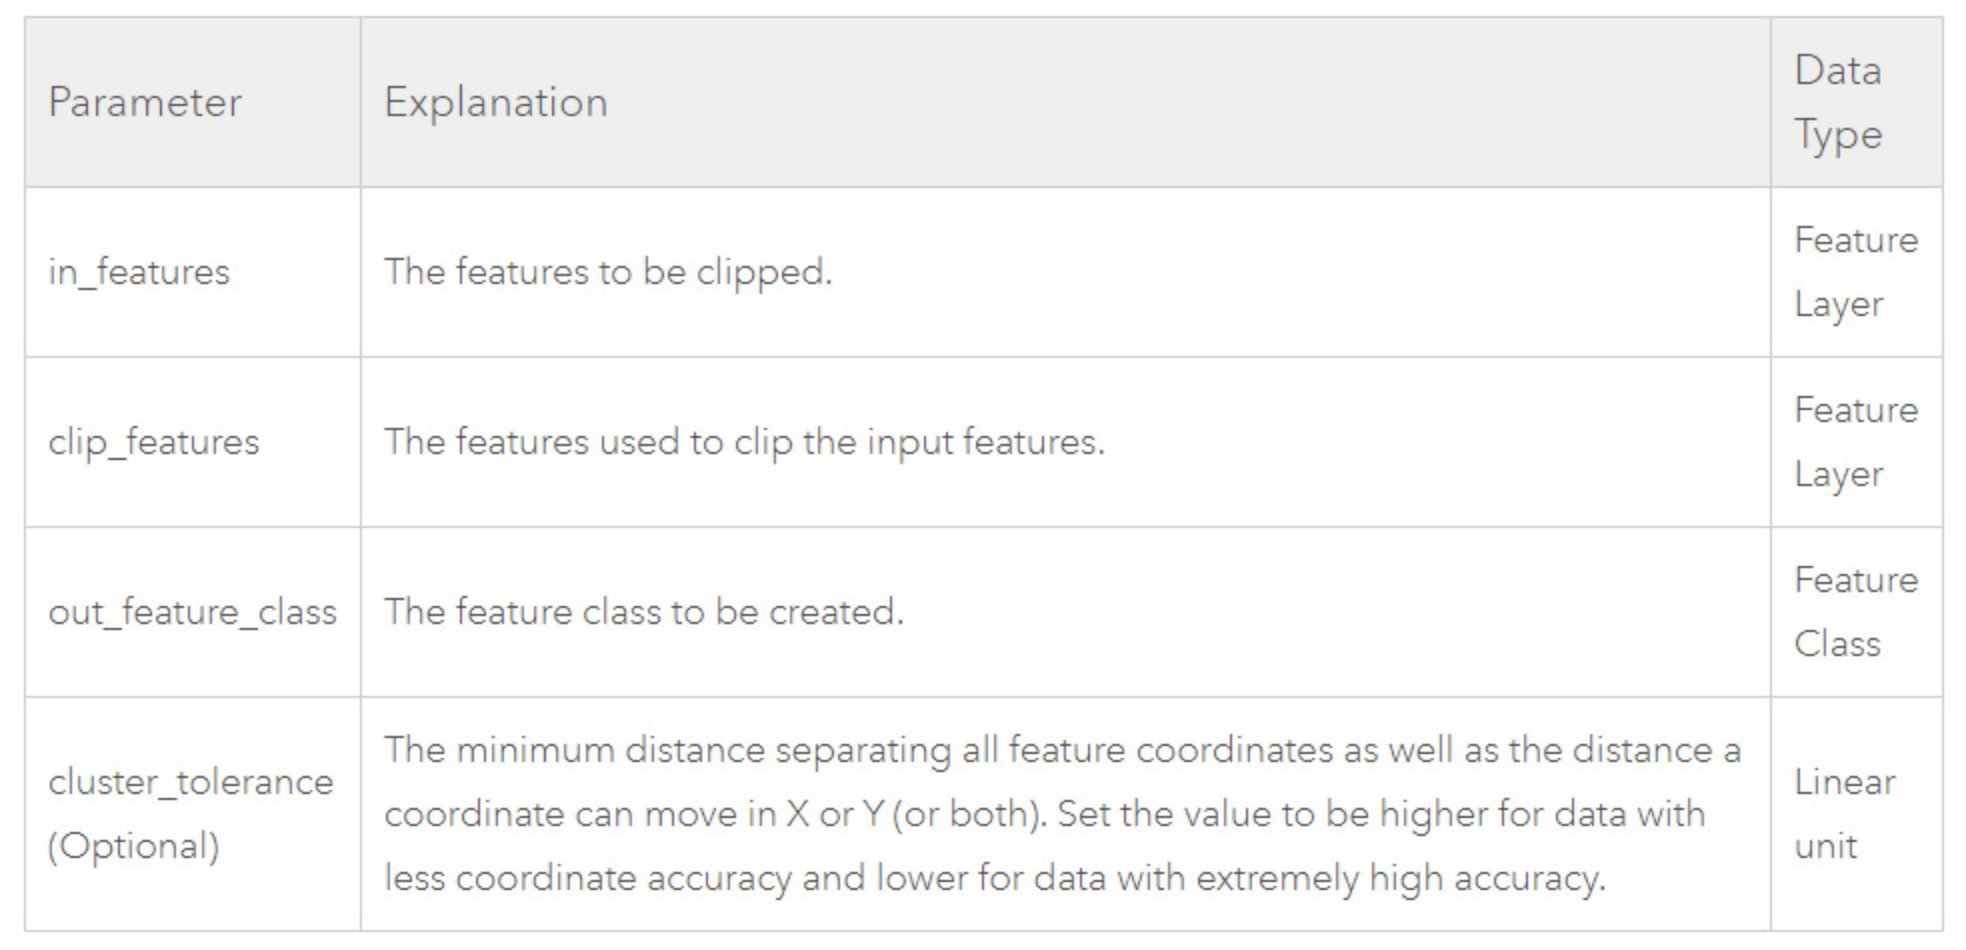 Parameter
Explanation
Data
Type
in_features
The features to be clipped.
Feature
Layer
clip_features
The features used to clip the input features.
Feature
Layer
out_feature_class
The feature class to be created.
Feature
Class
cluster_tolerance
(Optional)
The minimum distance separating all feature coordinates as well as the distance a
coordinate can move in X or Y (or both). Set the value to be higher for data with
less coordinate accuracy and lower for data with extremely high accuracy.
Linear
unit